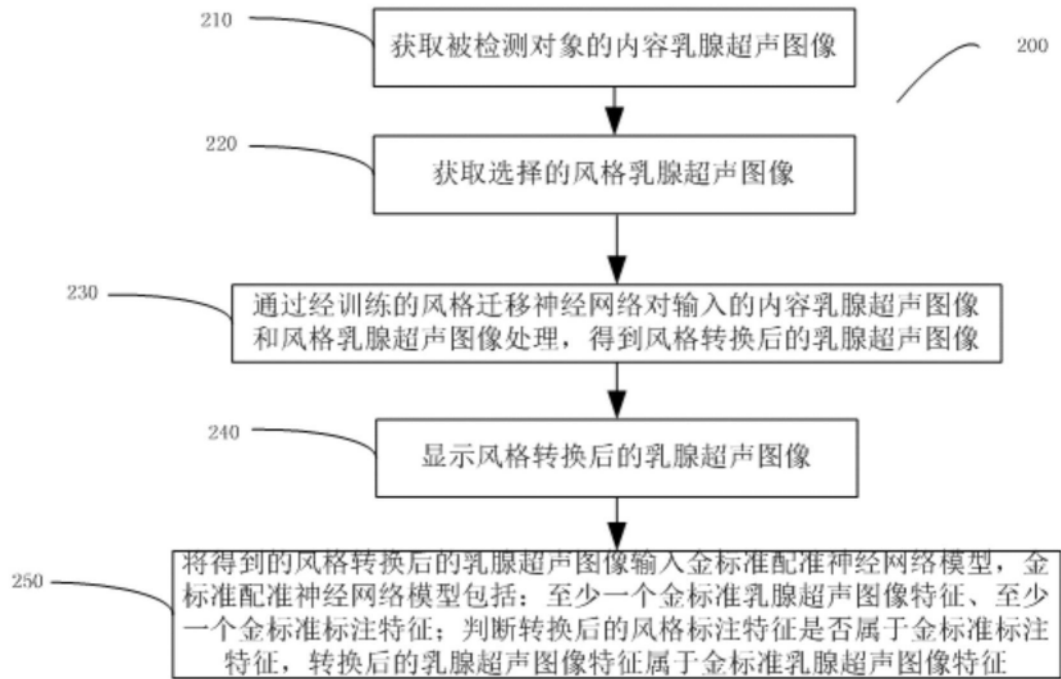 210
获取被检测对象的内容乳腺超声图像
200
220
获取选择的风格乳腺超声图像
230
通过经训练的风格迁移神经网络对输入的内容乳腺超声图像
和风格乳腺超声图像处理，得到风格转换后的乳腺超声图像
240
显示风格转换后的乳腺超声图像
250
将得到的风格转换后的乳腺超声图像输入金标准配准神经网络模型，金
标准配准神经网络模型包括：至少一个金标准乳腺超声图像特征、至少
一个金标准标注特征；判断转换后的风格标注特征是否属于金标准标注
特征，转换后的乳腺超声图像特征属于金标准乳腺超声图像特征